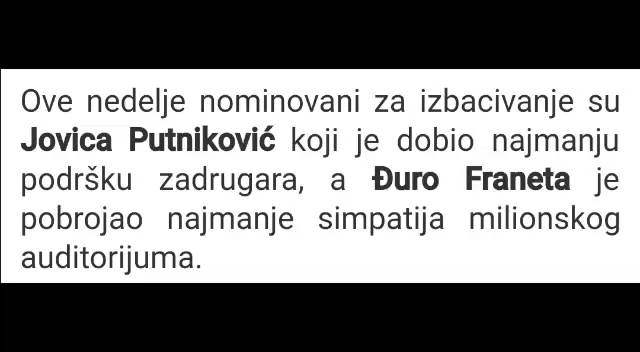 Ove nedelje nominovani za izbacivanje su
Jovica Putniković koji je dobio najmanju
podršku zadrugara, a Đuro Franeta je
pobrojao najmanje simpatija milionskog
auditorijuma.